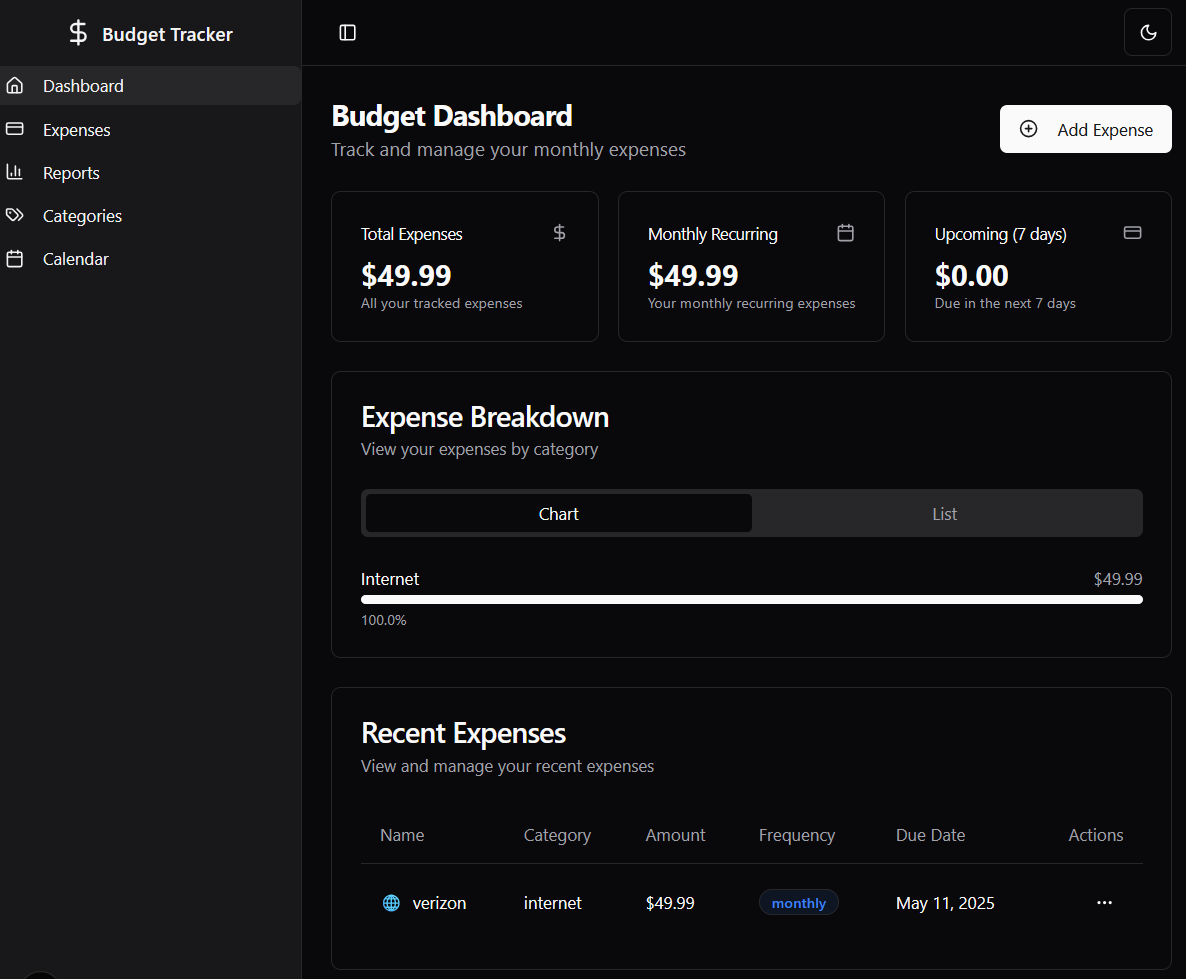 Budget Tracker
Dashboard
Expenses
Reports
Categories
Calendar
Budget Dashboard
Track and manage your monthly expenses
Add Expense
Total Expenses
$49.99
All your tracked expenses
Monthly Recurring
$49.99
Your monthly recurring expenses
Upcoming (7 days)
$0.00
Due in the next 7 days
Expense Breakdown
View your expenses by category
Chart List
Internet $49.99
100.0%
Recent Expenses
View and manage your recent expenses
Name Category Amount Frequency Due Date Actions
verizon internet $49.99 monthly May 11, 2025 ···